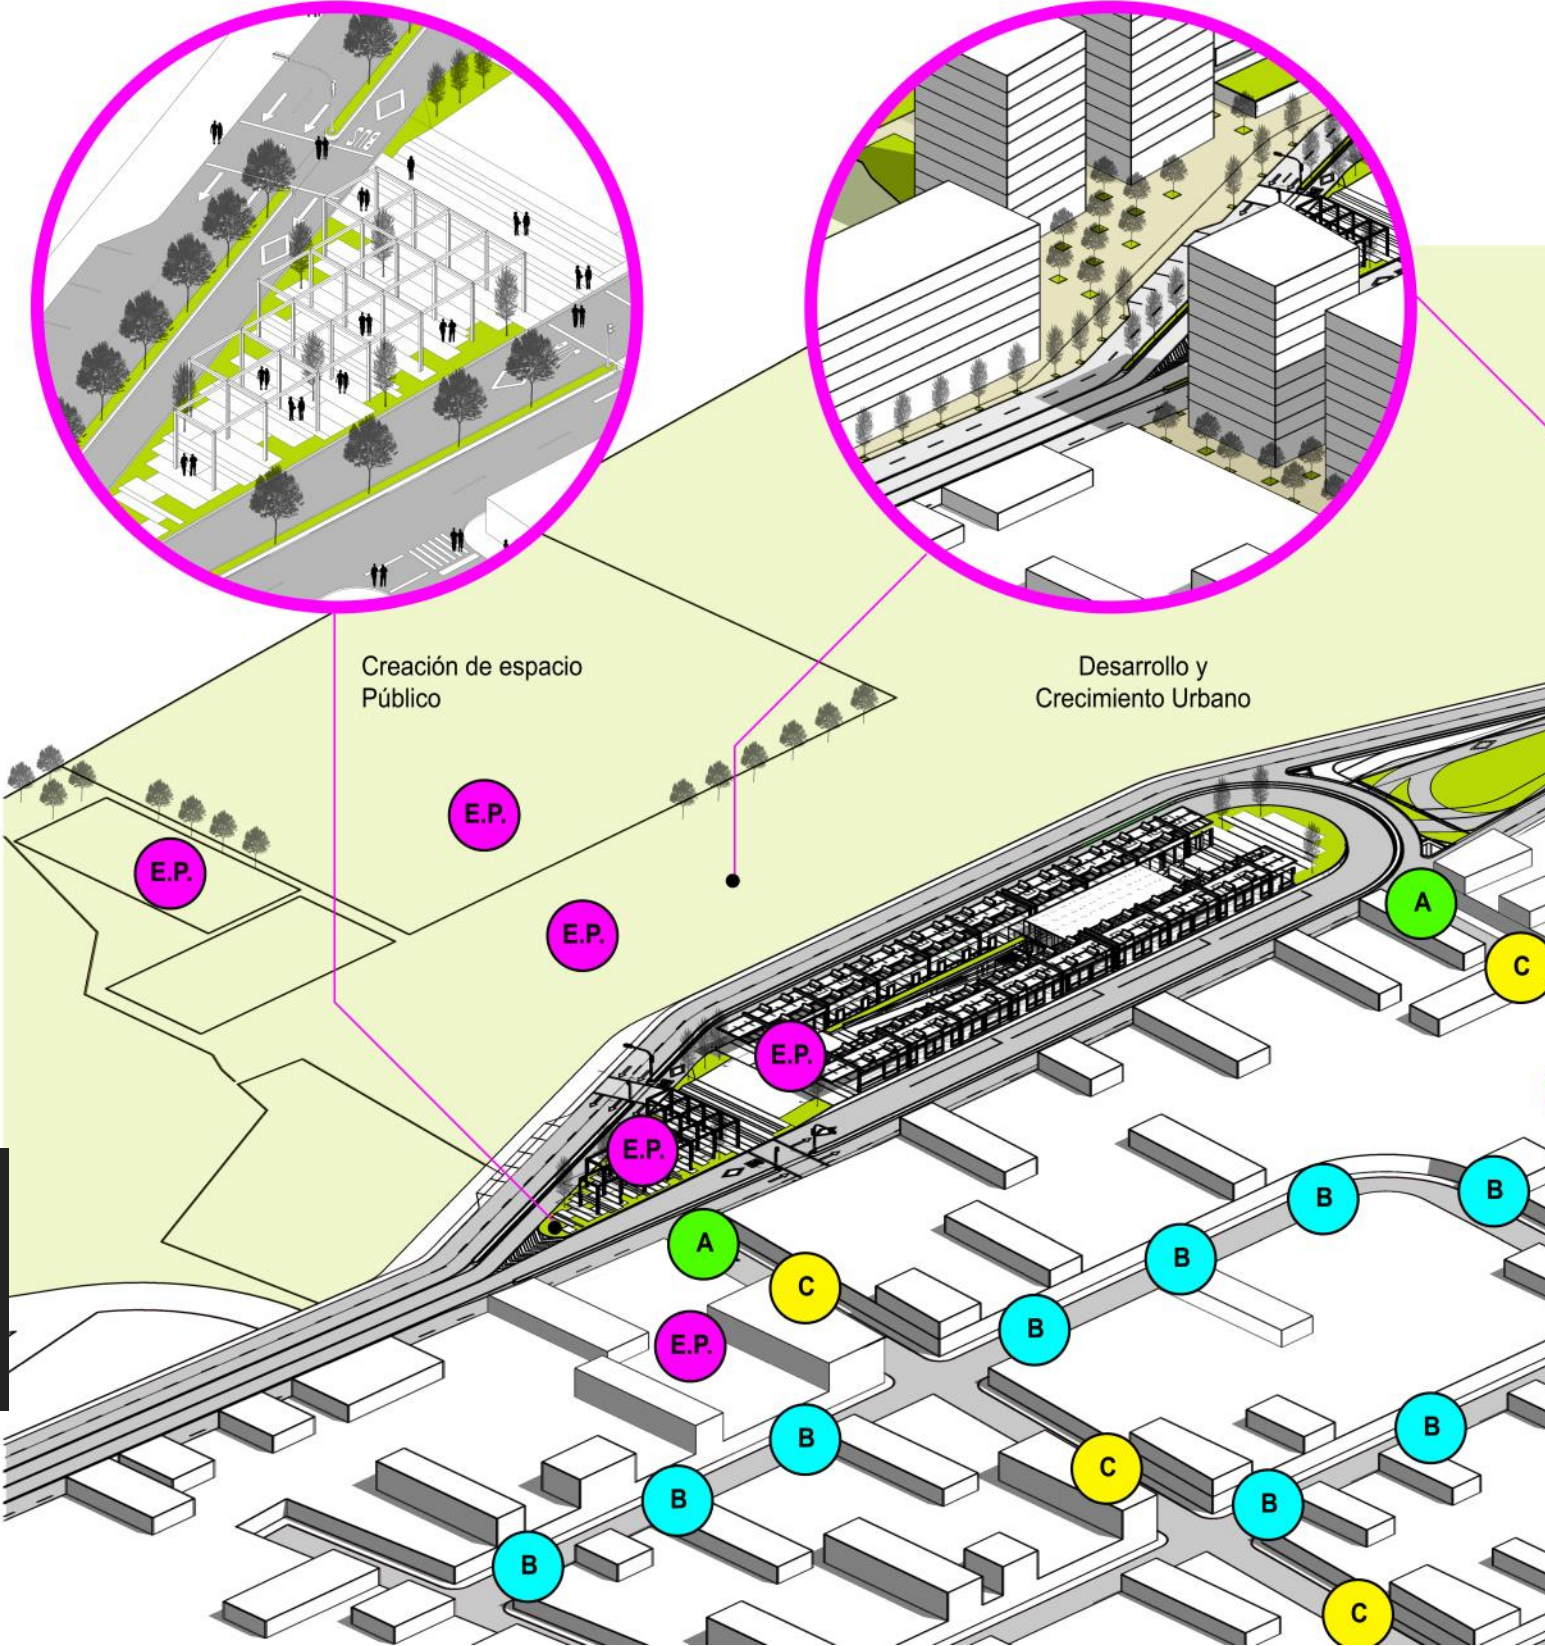 BUS
Creación de espacio
Público
Desarrollo y
Crecimiento Urbano
E.P.
E.P.
E.P.
A
C
E.P.
E.P.
B
B
A
B
C
B
E.P.
B
B
C
B
B
B
C